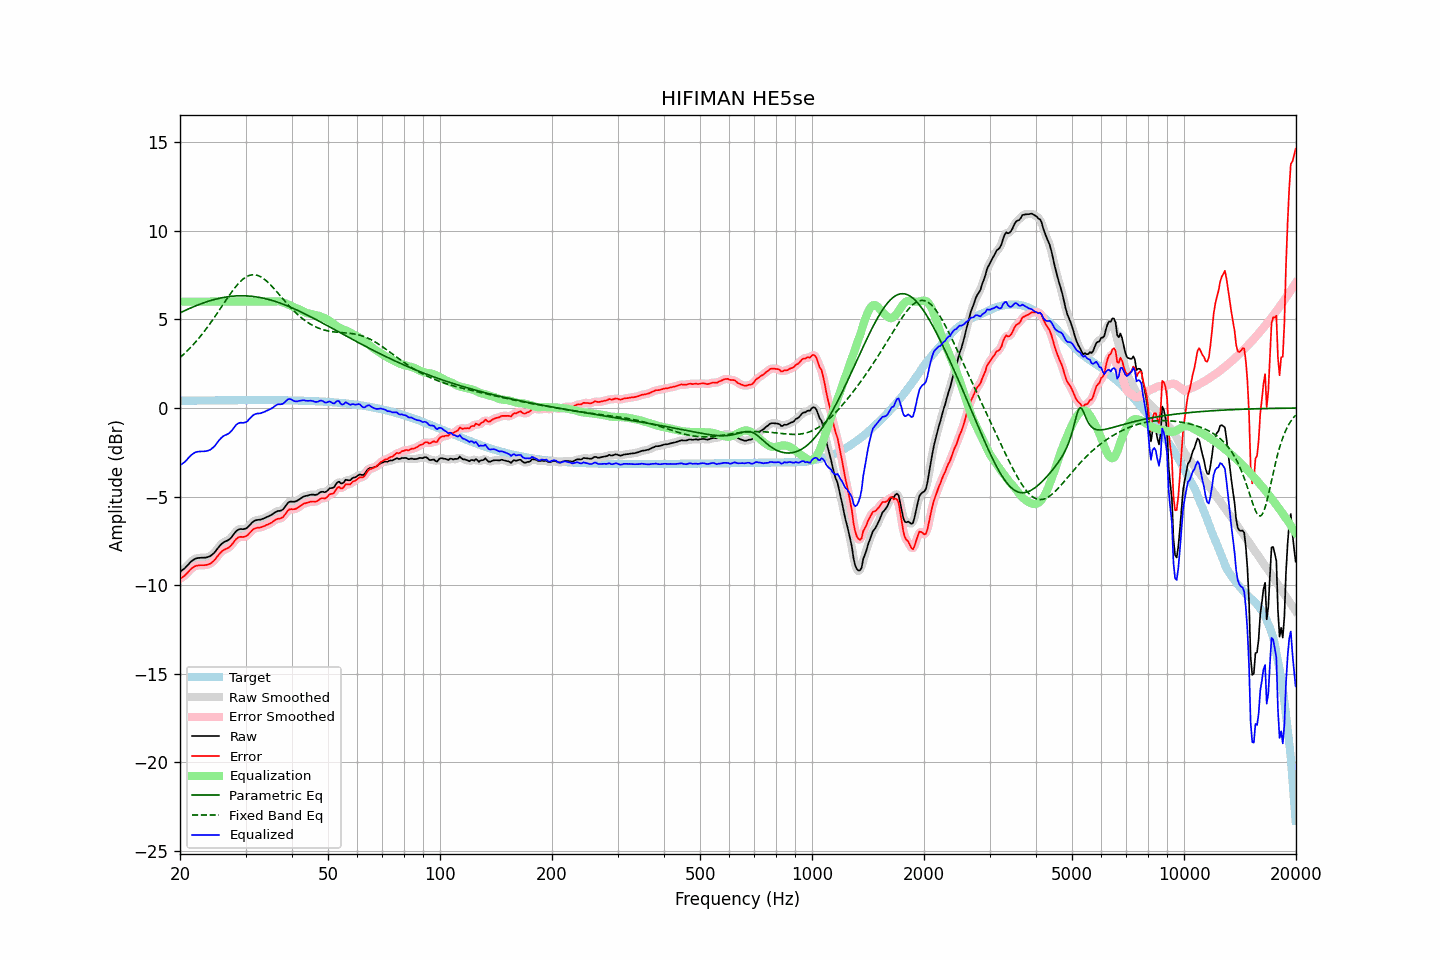 HIFIMAN HE5se
Amplitude (dBr)
15
10
5
0
−5
−10
−15
−20
−25
Target
Raw Smoothed
Error Smoothed
Raw
Error
Equalization
Parametric Eq
Fixed Band Eq
Equalized
20 50 100 200 500 1000 2000 5000 10000 20000
Frequency (Hz)